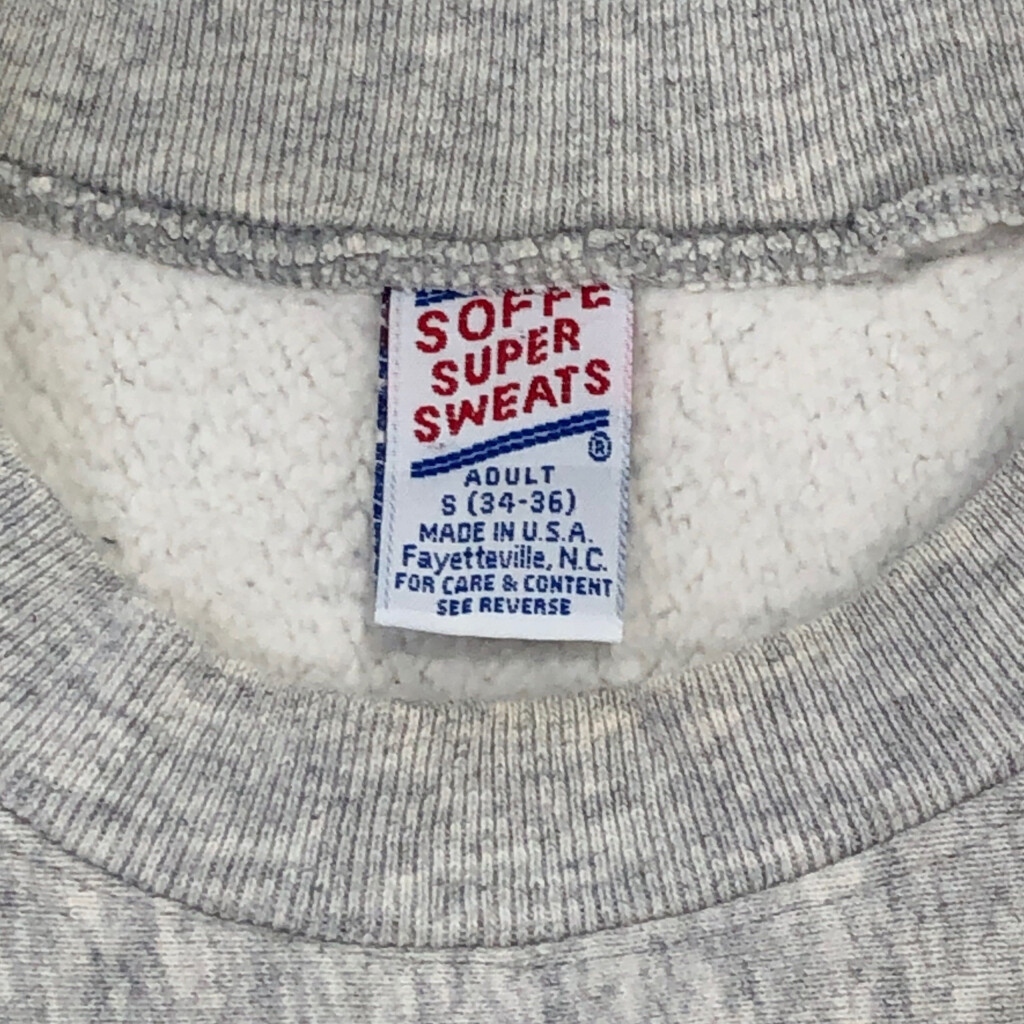 SOFFE
SUPER
SWEATS
®
ADULT
S (34-36)
MADE IN U.S.A.
Fayetteville, N.C.
FOR CARE & CONTENT
SEE REVERSE